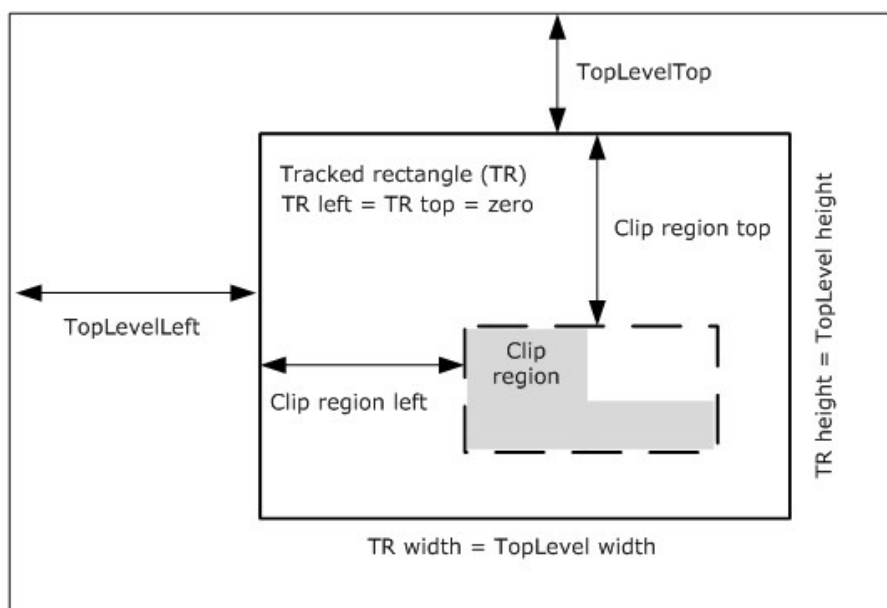 TopLevelTop
Tracked rectangle (TR)
TR left = TR top = zero
Clip region top
TopLevelLeft
Clip
region
Clip region left
TR height = TopLevel height
TR width = TopLevel width